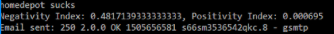 homedepot sucks
Negativity Index: 0.4817139333333333, Positivity Index: 0.000695
Email sent: 250 2.0.0 OK 1505656581 s66sm3536542qkc.8 - gsmtp